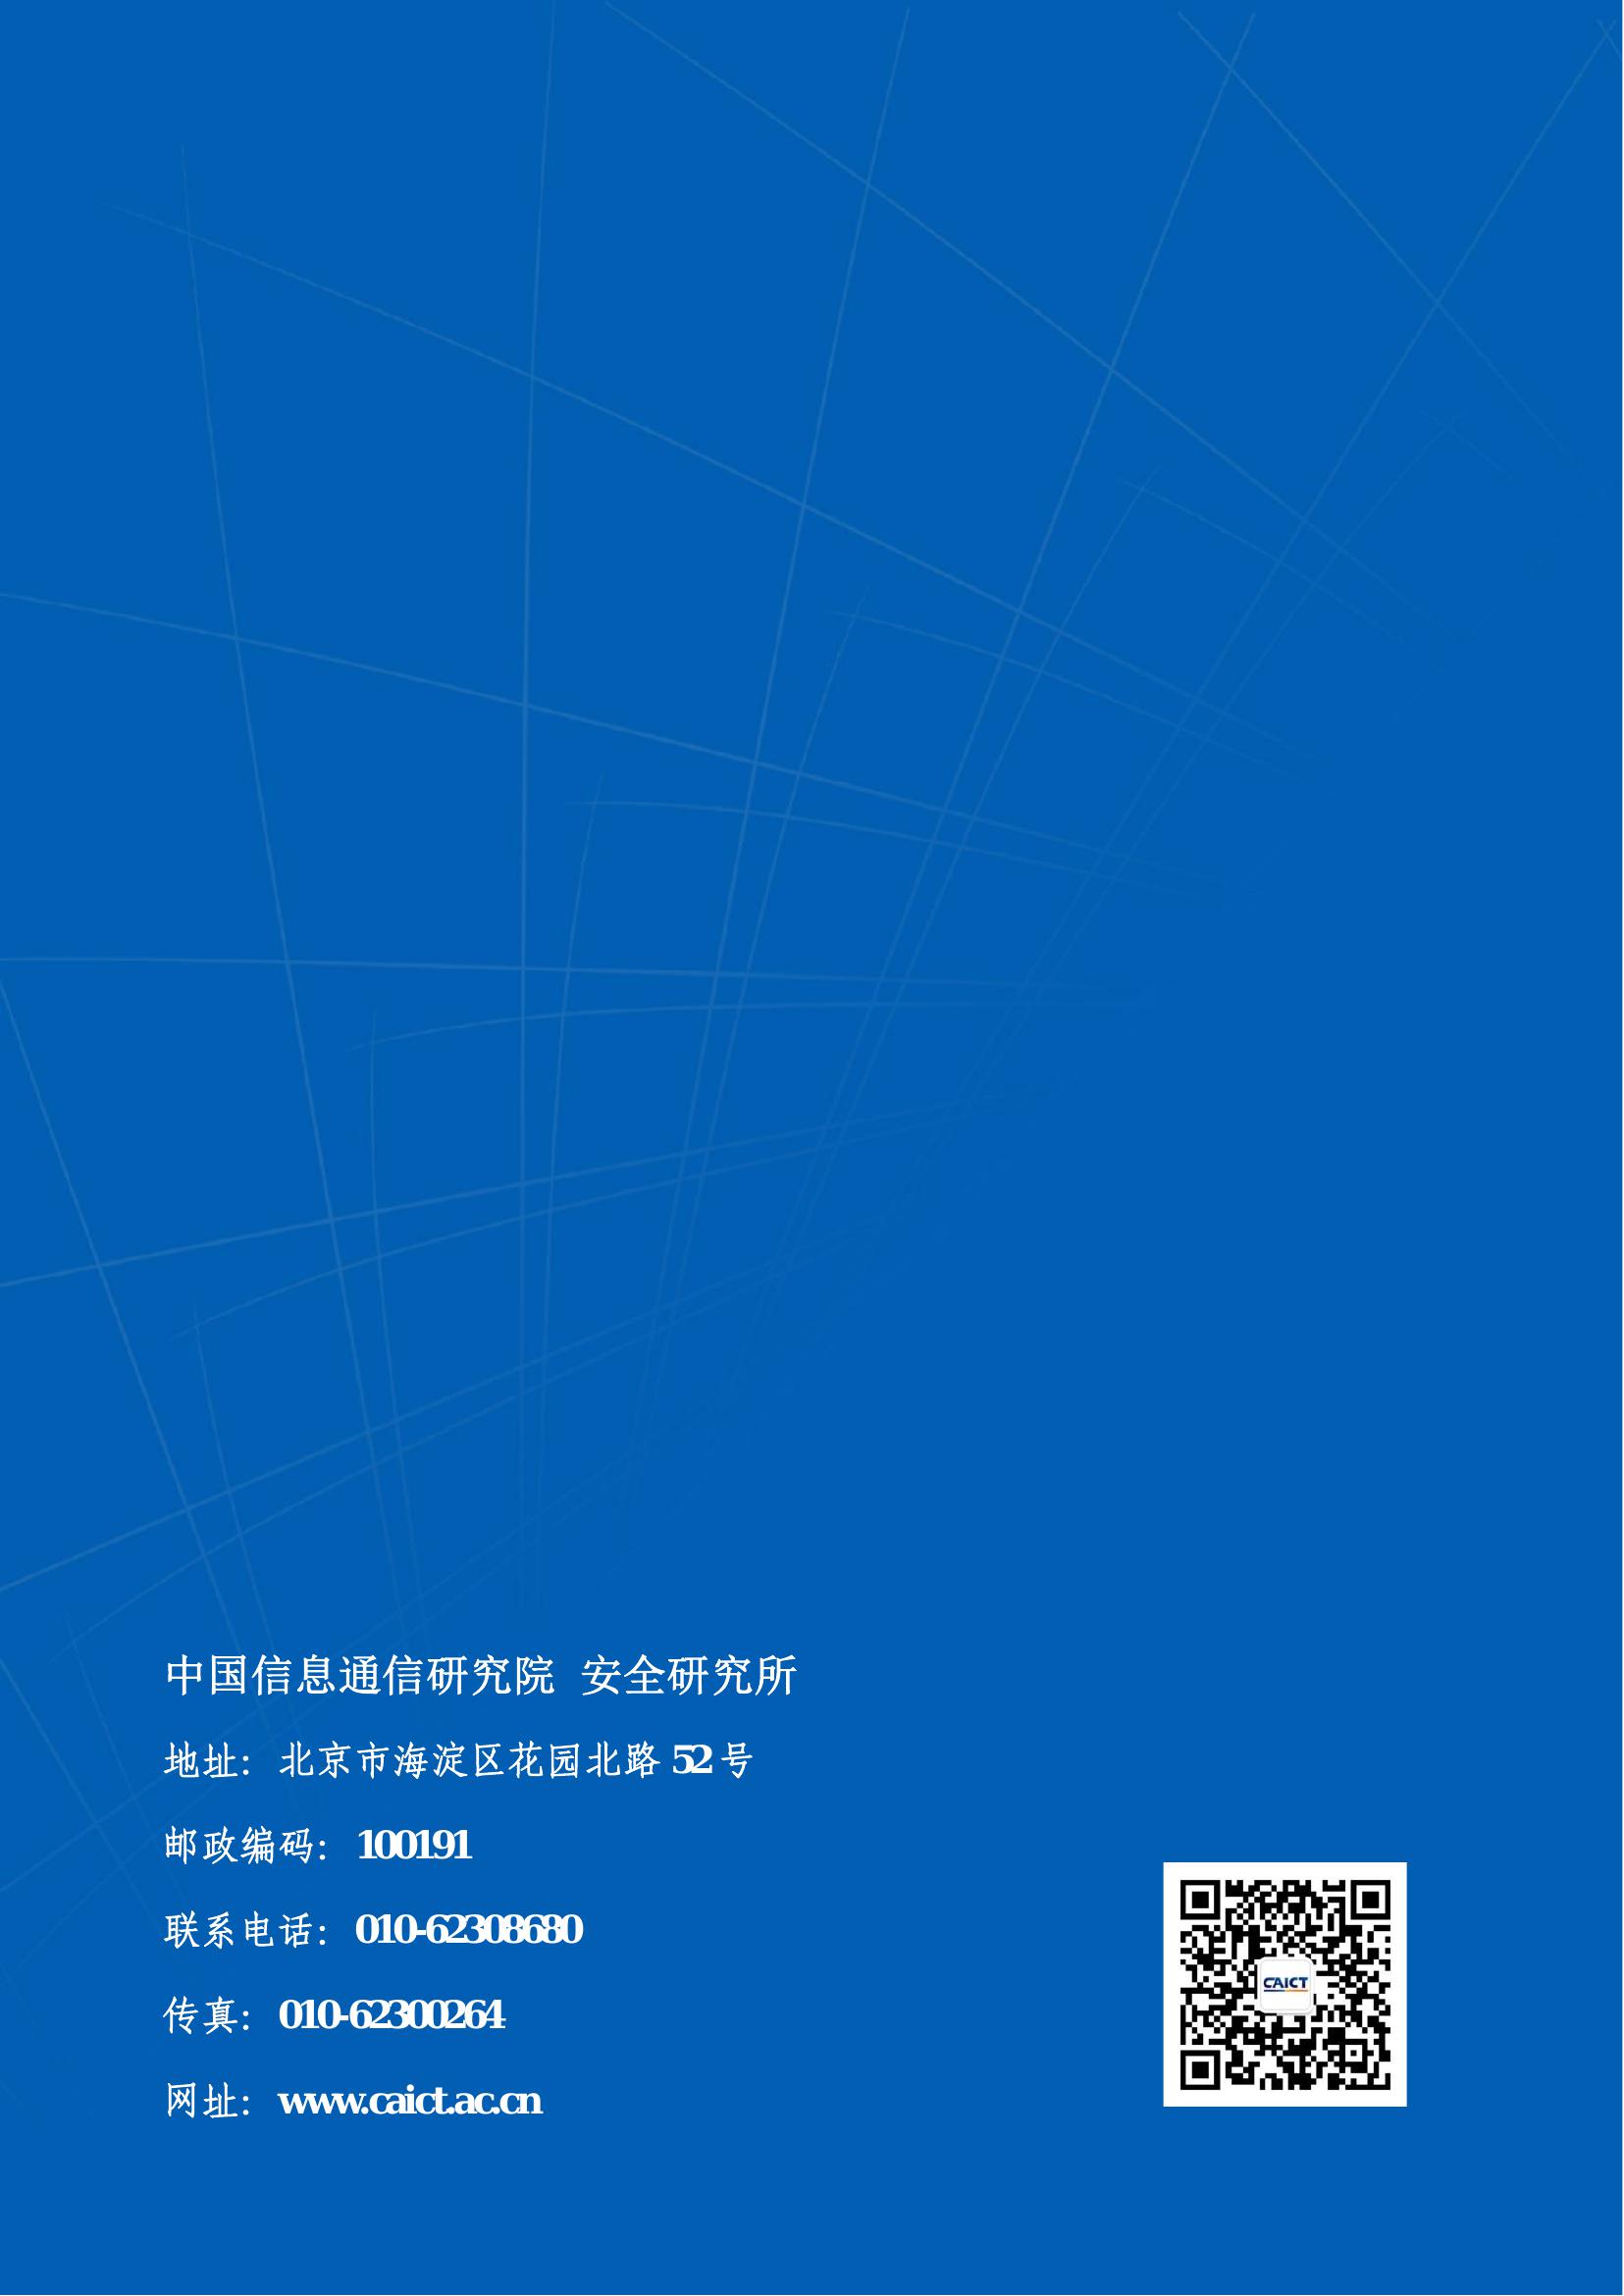 中国信息通信研究院 安全研究所
地址：北京市海淀区花园北路 52 号
邮政编码：100191
联系电话：010-62308680
传真：010-62300264
网址：www.caict.ac.cn
CAICT